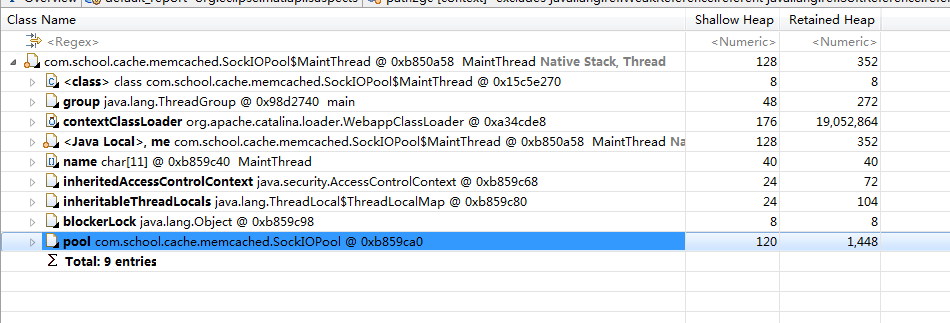 Class Name Shallow Heap Retained Heap
<Regex> <Numeric> <Numeric>
com.school.cache.memcached.SockIOPool$MaintThread @ 0xb850a58 MaintThread Native Stack, Thread 128 352
<class> class com.school.cache.memcached.SockIOPool$MaintThread @ 0x15c5e270 8 8
group java.lang.ThreadGroup @ 0x98d2740 main 48 272
contextClassLoader org.apache.catalina.loader.WebappClassLoader @ 0xa34cde8 176 19,052,864
<Java Local>, me com.school.cache.memcached.SockIOPool$MaintThread @ 0xb850a58 MaintThread Na 128 352
name char[11] @ 0xb859c40 MaintThread 40 40
inheritedAccessControlContext java.security.AccessControlContext @ 0xb859c68 24 72
inheritableThreadLocals java.lang.ThreadLocal$ThreadLocalMap @ 0xb859c80 24 104
blockerLock java.lang.Object @ 0xb859c98 8 8
pool com.school.cache.memcached.SockIOPool @ 0xb859ca0 120 1,448
Σ Total: 9 entries